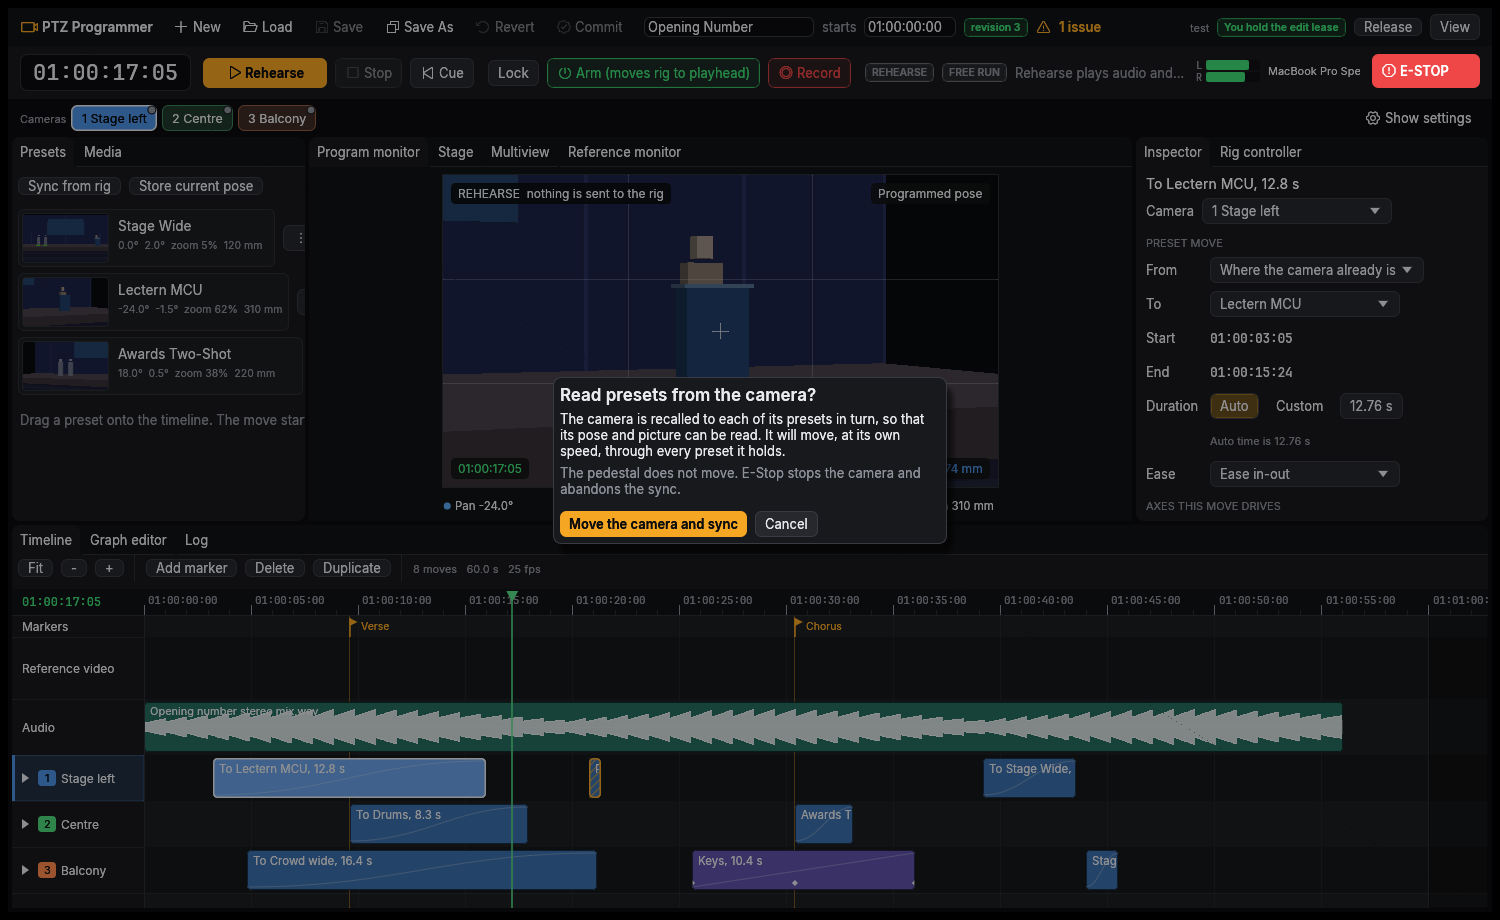 PTZ Programmer
New
Load
Save
Save As
Revert
Commit
Opening Number
starts
01:00:00:00
revision 3
1 issue
test
You hold the edit lease
Release
View
01:00:17:05
Rehearse
Stop
Cue
Lock
Arm (moves rig to playhead)
Record
REHEARSE
FREE RUN
Rehearse plays audio and...
L
R
MacBook Pro Spe
E-STOP
Cameras
1 Stage left
2 Centre
3 Balcony
Show settings
Presets
Media
Sync from rig
Store current pose
Stage Wide
0.0° 2.0° zoom 5% 120 mm
Lectern MCU
-24.0° -1.5° zoom 62% 310 mm
Awards Two-Shot
18.0° 0.5° zoom 38% 220 mm
Drag a preset onto the timeline. The move star
Program monitor
Stage
Multiview
Reference monitor
REHEARSE nothing is sent to the rig
Programmed pose
01:00:17:05
74 mm
Pan -24.0°
310 mm
Read presets from the camera?
The camera is recalled to each of its presets in turn, so that
its pose and picture can be read. It will move, at its own
speed, through every preset it holds.
The pedestal does not move. E-Stop stops the camera and
abandons the sync.
Move the camera and sync
Cancel
Inspector
Rig controller
To Lectern MCU, 12.8 s
Camera
1 Stage left
PRESET MOVE
From
Where the camera already is
To
Lectern MCU
Start
01:00:03:05
End
01:00:15:24
Duration
Auto
Custom
12.76 s
Auto time is 12.76 s
Ease
Ease in-out
AXES THIS MOVE DRIVES
Timeline
Graph editor
Log
Fit
-
+
Add marker
Delete
Duplicate
8 moves 60.0 s 25 fps
01:00:17:05
01:00:00:00
01:00:05:00
01:00:10:00
01:00:15:00
01:00:20:00
01:00:25:00
01:00:30:00
01:00:35:00
01:00:40:00
01:00:45:00
01:00:50:00
01:00:55:00
01:01:00:
Markers
Verse
Chorus
Reference video
Audio
Opening number stereo mix.wav
1 Stage left
To Lectern MCU, 12.8 s
To Stage Wide,
2 Centre
To Drums, 8.3 s
Awards T
3 Balcony
To Crowd wide, 16.4 s
Keys, 10.4 s
Stag